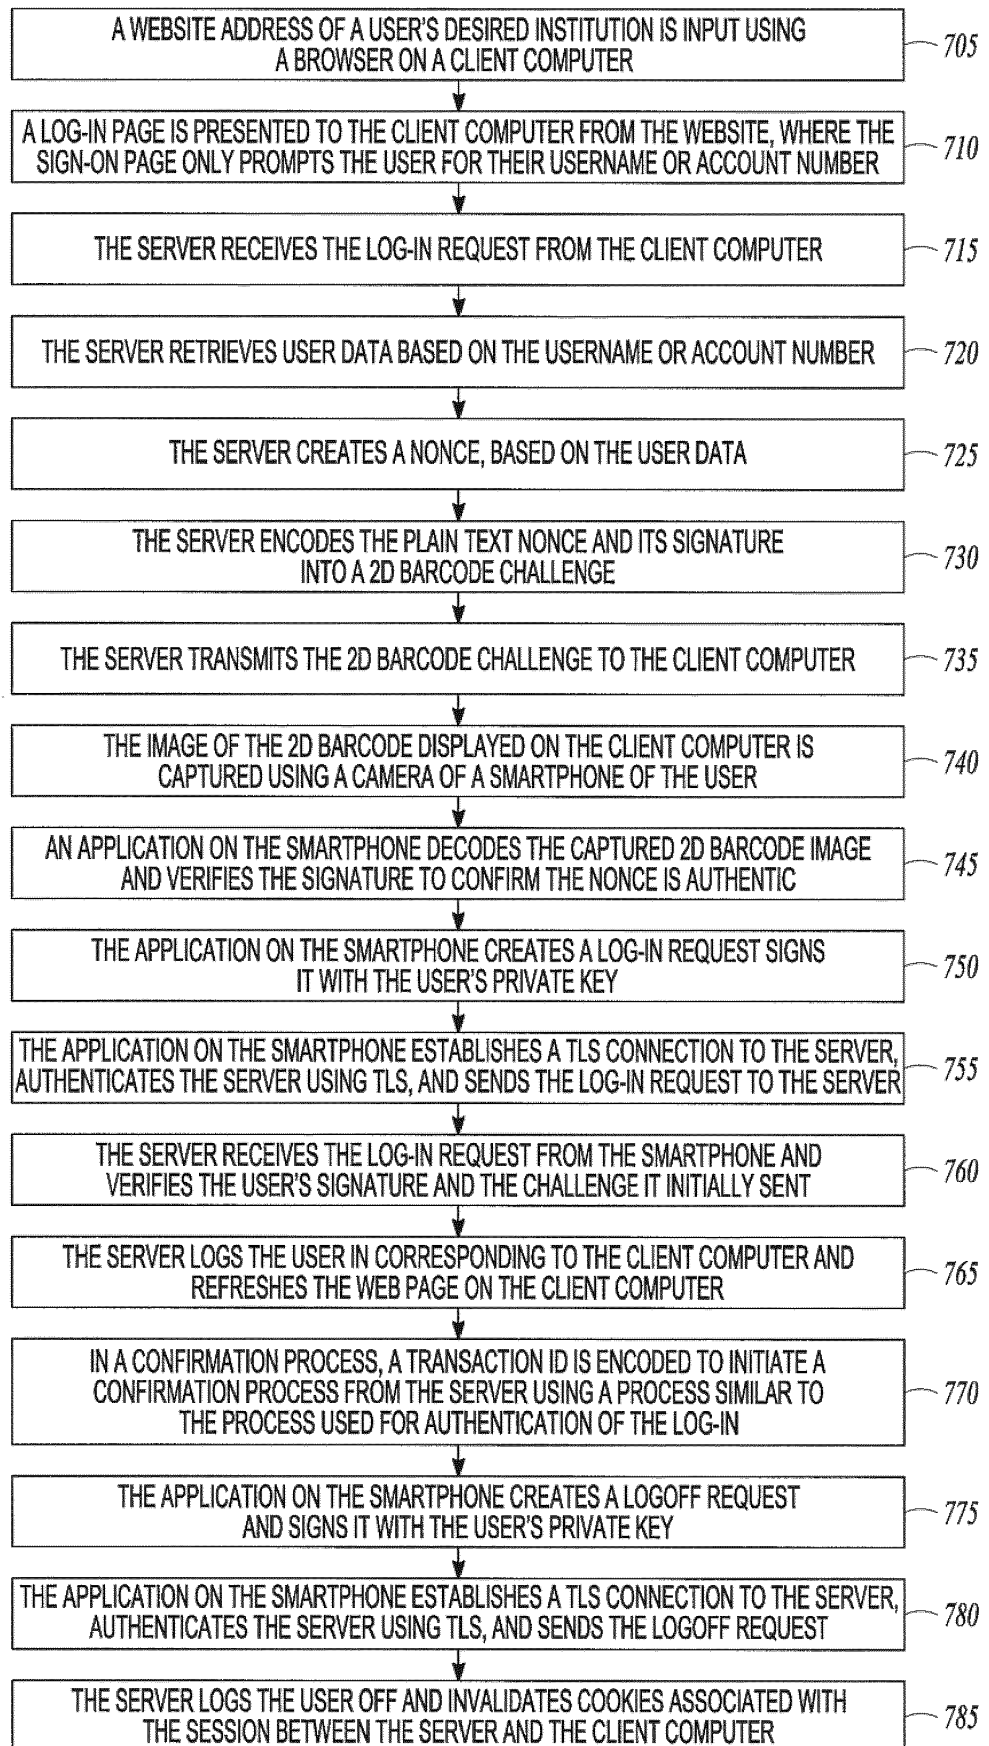 A WEBSITE ADDRESS OF A USER'S DESIRED INSTITUTION IS INPUT USING
A BROWSER ON A CLIENT COMPUTER
705
A LOG-IN PAGE IS PRESENTED TO THE CLIENT COMPUTER FROM THE WEBSITE, WHERE THE
SIGN-ON PAGE ONLY PROMPTS THE USER FOR THEIR USERNAME OR ACCOUNT NUMBER
710
THE SERVER RECEIVES THE LOG-IN REQUEST FROM THE CLIENT COMPUTER
715
THE SERVER RETRIEVES USER DATA BASED ON THE USERNAME OR ACCOUNT NUMBER
720
THE SERVER CREATES A NONCE, BASED ON THE USER DATA
725
THE SERVER ENCODES THE PLAIN TEXT NONCE AND ITS SIGNATURE
INTO A 2D BARCODE CHALLENGE
730
THE SERVER TRANSMITS THE 2D BARCODE CHALLENGE TO THE CLIENT COMPUTER
735
THE IMAGE OF THE 2D BARCODE DISPLAYED ON THE CLIENT COMPUTER IS
CAPTURED USING A CAMERA OF A SMARTPHONE OF THE USER
740
AN APPLICATION ON THE SMARTPHONE DECODES THE CAPTURED 2D BARCODE IMAGE
AND VERIFIES THE SIGNATURE TO CONFIRM THE NONCE IS AUTHENTIC
745
THE APPLICATION ON THE SMARTPHONE CREATES A LOG-IN REQUEST SIGNS
IT WITH THE USER'S PRIVATE KEY
750
THE APPLICATION ON THE SMARTPHONE ESTABLISHES A TLS CONNECTION TO THE SERVER,
AUTHENTICATES THE SERVER USING TLS, AND SENDS THE LOG-IN REQUEST TO THE SERVER
755
THE SERVER RECEIVES THE LOG-IN REQUEST FROM THE SMARTPHONE AND
VERIFIES THE USER'S SIGNATURE AND THE CHALLENGE IT INITIALLY SENT
760
THE SERVER LOGS THE USER IN CORRESPONDING TO THE CLIENT COMPUTER AND
REFRESHES THE WEB PAGE ON THE CLIENT COMPUTER
765
IN A CONFIRMATION PROCESS, A TRANSACTION ID IS ENCODED TO INITIATE A
CONFIRMATION PROCESS FROM THE SERVER USING A PROCESS SIMILAR TO
THE PROCESS USED FOR AUTHENTICATION OF THE LOG-IN
770
THE APPLICATION ON THE SMARTPHONE CREATES A LOGOFF REQUEST
AND SIGNS IT WITH THE USER'S PRIVATE KEY
775
THE APPLICATION ON THE SMARTPHONE ESTABLISHES A TLS CONNECTION TO THE SERVER,
AUTHENTICATES THE SERVER USING TLS, AND SENDS THE LOGOFF REQUEST
780
THE SERVER LOGS THE USER OFF AND INVALIDATES COOKIES ASSOCIATED WITH
THE SESSION BETWEEN THE SERVER AND THE CLIENT COMPUTER
785